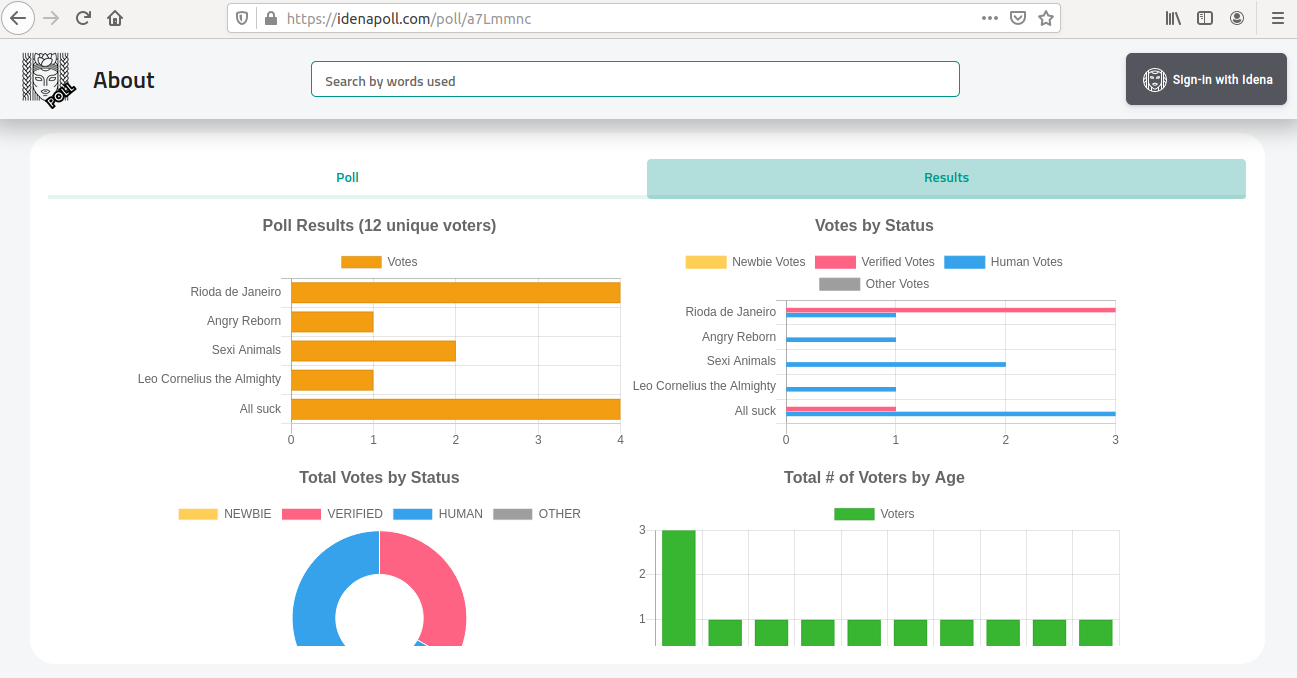 https://idenapoll.com/poll/a7Lmmnc
POLL
About
Search by words used
Sign-in with Idena
Poll
Results
Poll Results (12 unique voters)
Votes
Rioda de Janeiro
Angry Reborn
Sexi Animals
Leo Cornelius the Almighty
All suck
0 1 2 3 4
Votes by Status
Newbie Votes Verified Votes Human Votes
Other Votes
Rioda de Janeiro
Angry Reborn
Sexi Animals
Leo Cornelius the Almighty
All suck
0 1 2 3
Total Votes by Status
NEWBIE VERIFIED HUMAN OTHER
Total # of Voters by Age
Voters
3
2
1